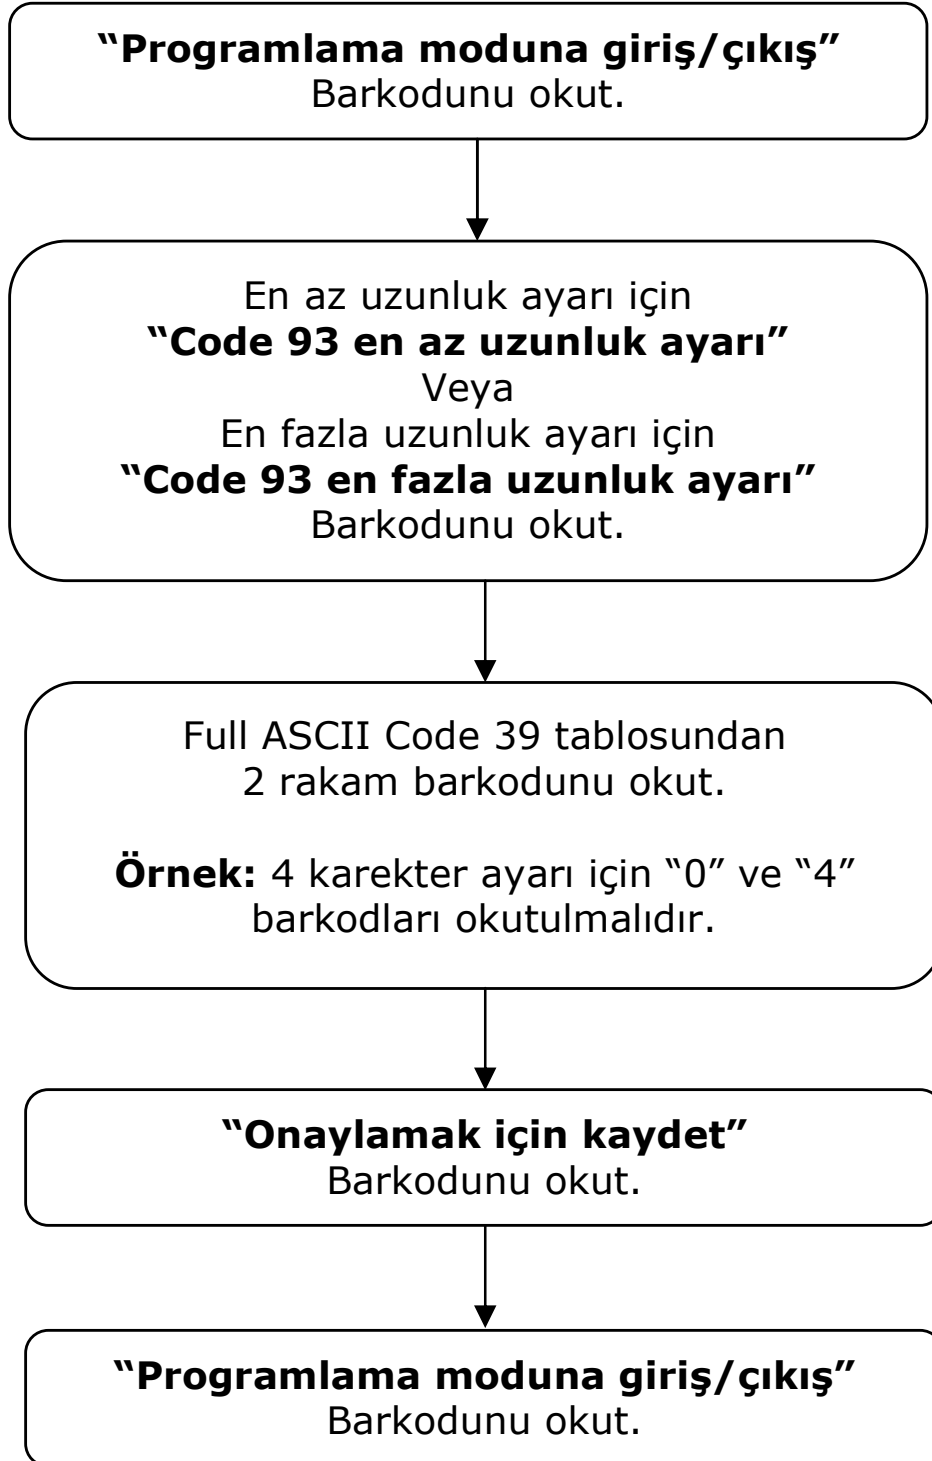 “Programlama moduna giriş/çıkış”
Barkodunu okut.
En az uzunluk ayarı için
“Code 93 en az uzunluk ayarı”
Veya
En fazla uzunluk ayarı için
“Code 93 en fazla uzunluk ayarı”
Barkodunu okut.
Full ASCII Code 39 tablosundan
2 rakam barkodunu okut.
Örnek: 4 karekter ayarı için “0” ve “4”
barkodları okutulmalıdır.
“Onaylamak için kaydet”
Barkodunu okut.
“Programlama moduna giriş/çıkış”
Barkodunu okut.